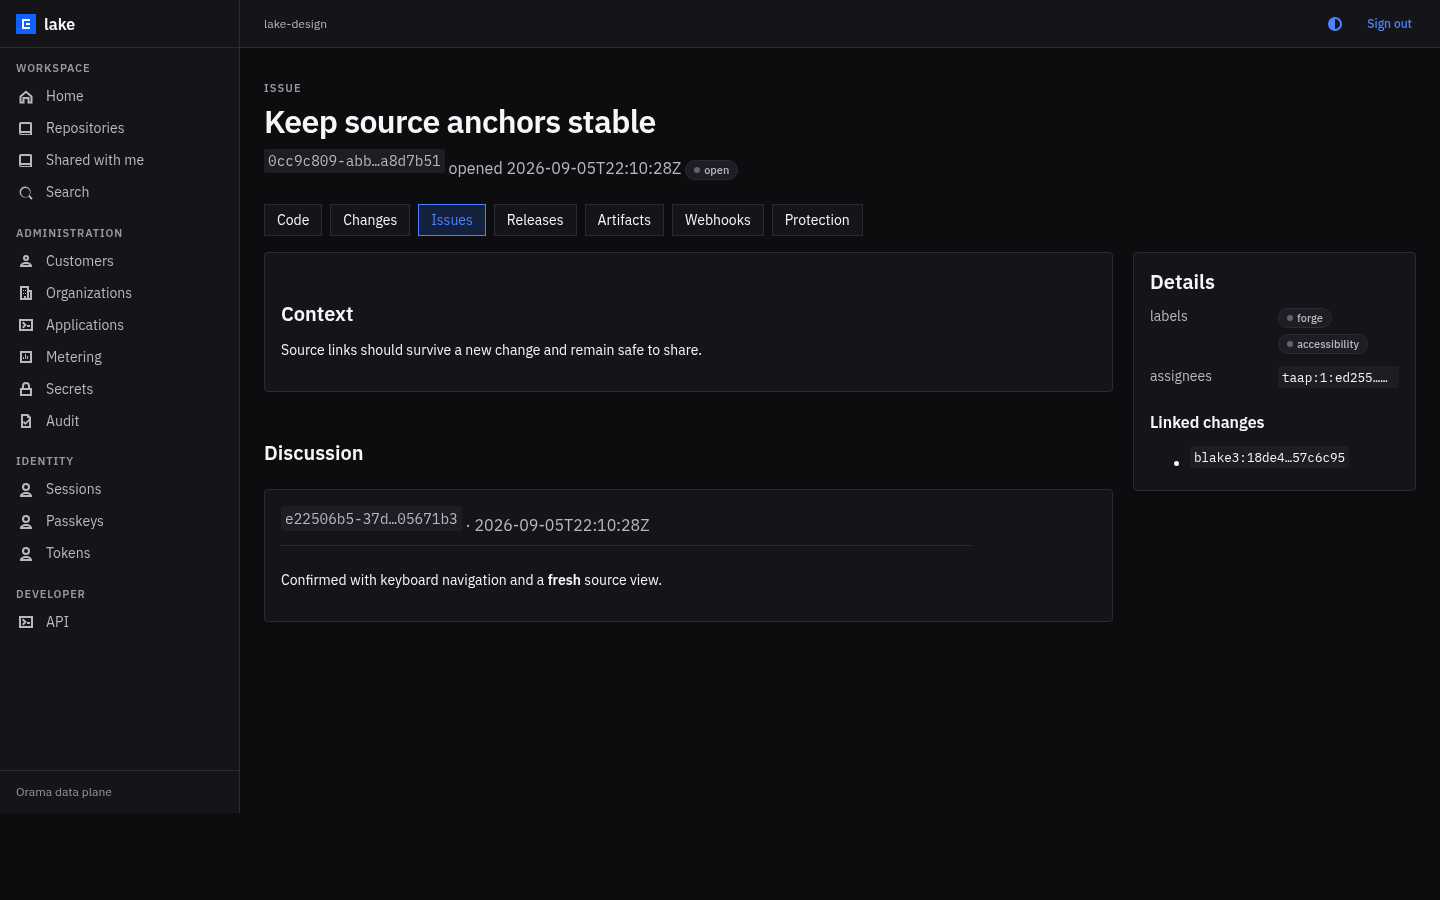 lake
lake-design
Sign out
WORKSPACE
Home
Repositories
Shared with me
Search
ADMINISTRATION
Customers
Organizations
Applications
Metering
Secrets
Audit
IDENTITY
Sessions
Passkeys
Tokens
DEVELOPER
API
Orama data plane
ISSUE
Keep source anchors stable
0cc9c809-abb…a8d7b51 opened 2026-09-05T22:10:28Z open
Code Changes Issues Releases Artifacts Webhooks Protection
Context
Source links should survive a new change and remain safe to share.
Discussion
e22506b5-37d…05671b3 · 2026-09-05T22:10:28Z
Confirmed with keyboard navigation and a fresh source view.
Details
labels forge
accessibility
assignees taap:1:ed255……
Linked changes
blake3:18de4…57c6c95